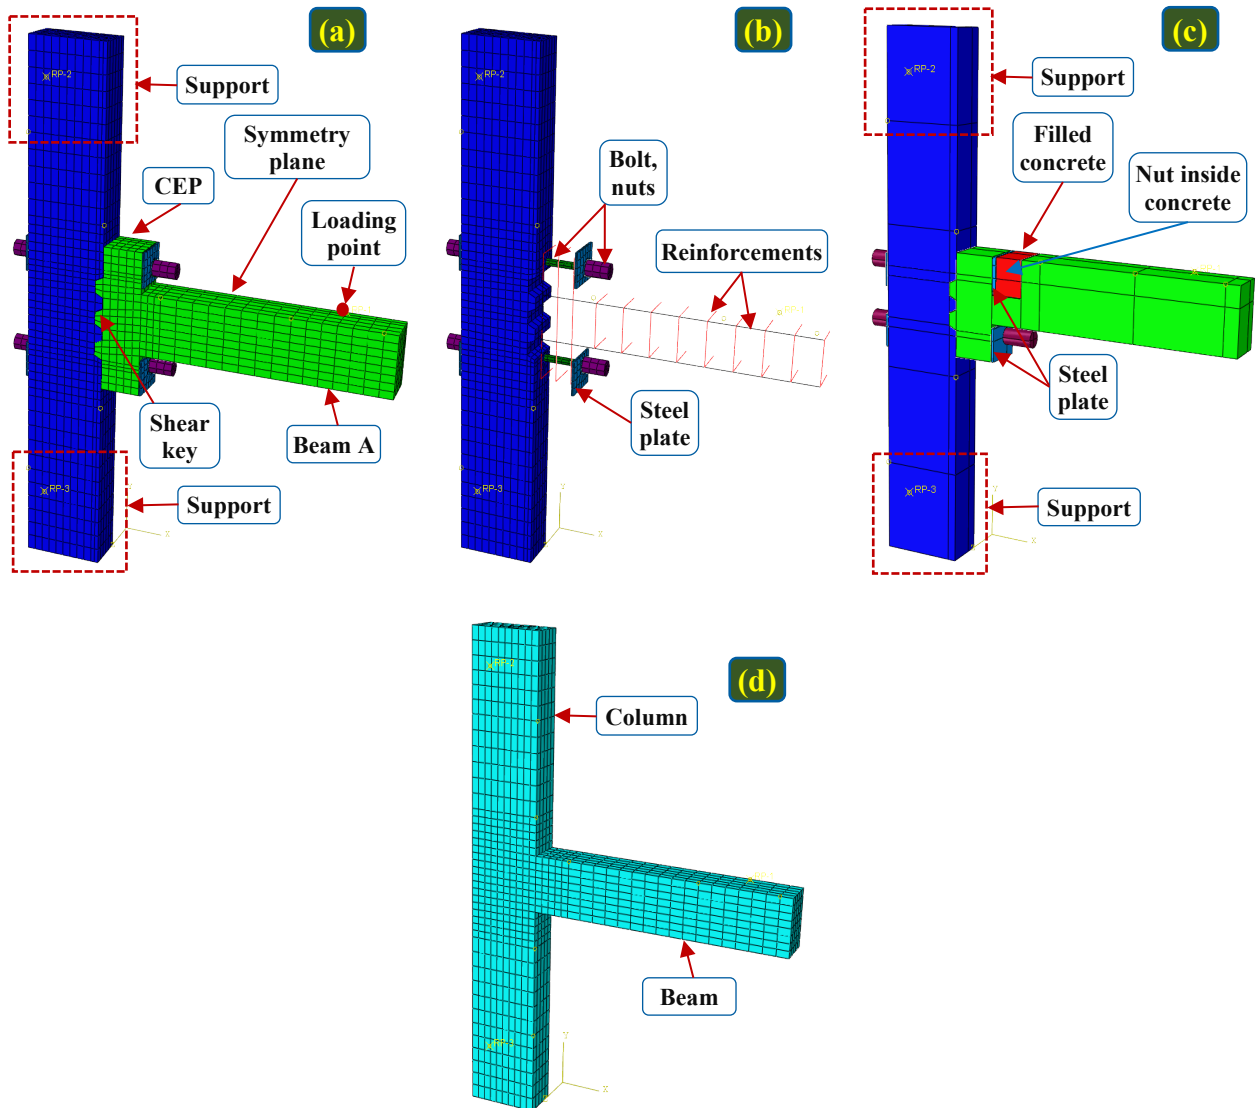 (a)
RP-2
Support
Symmetry
plane
CEP
Loading
point
Shear
key
Beam A
RP-3
Support
Y
X
(b)
RP-2
Bolt,
nuts
Reinforcements
Steel
plate
RP-3
Y
X
(c)
RP-2
Support
Filled
concrete
Nut inside
concrete
Steel
plate
RP-3
Support
Y
X
(d)
RP-2
Column
Beam
Y
X